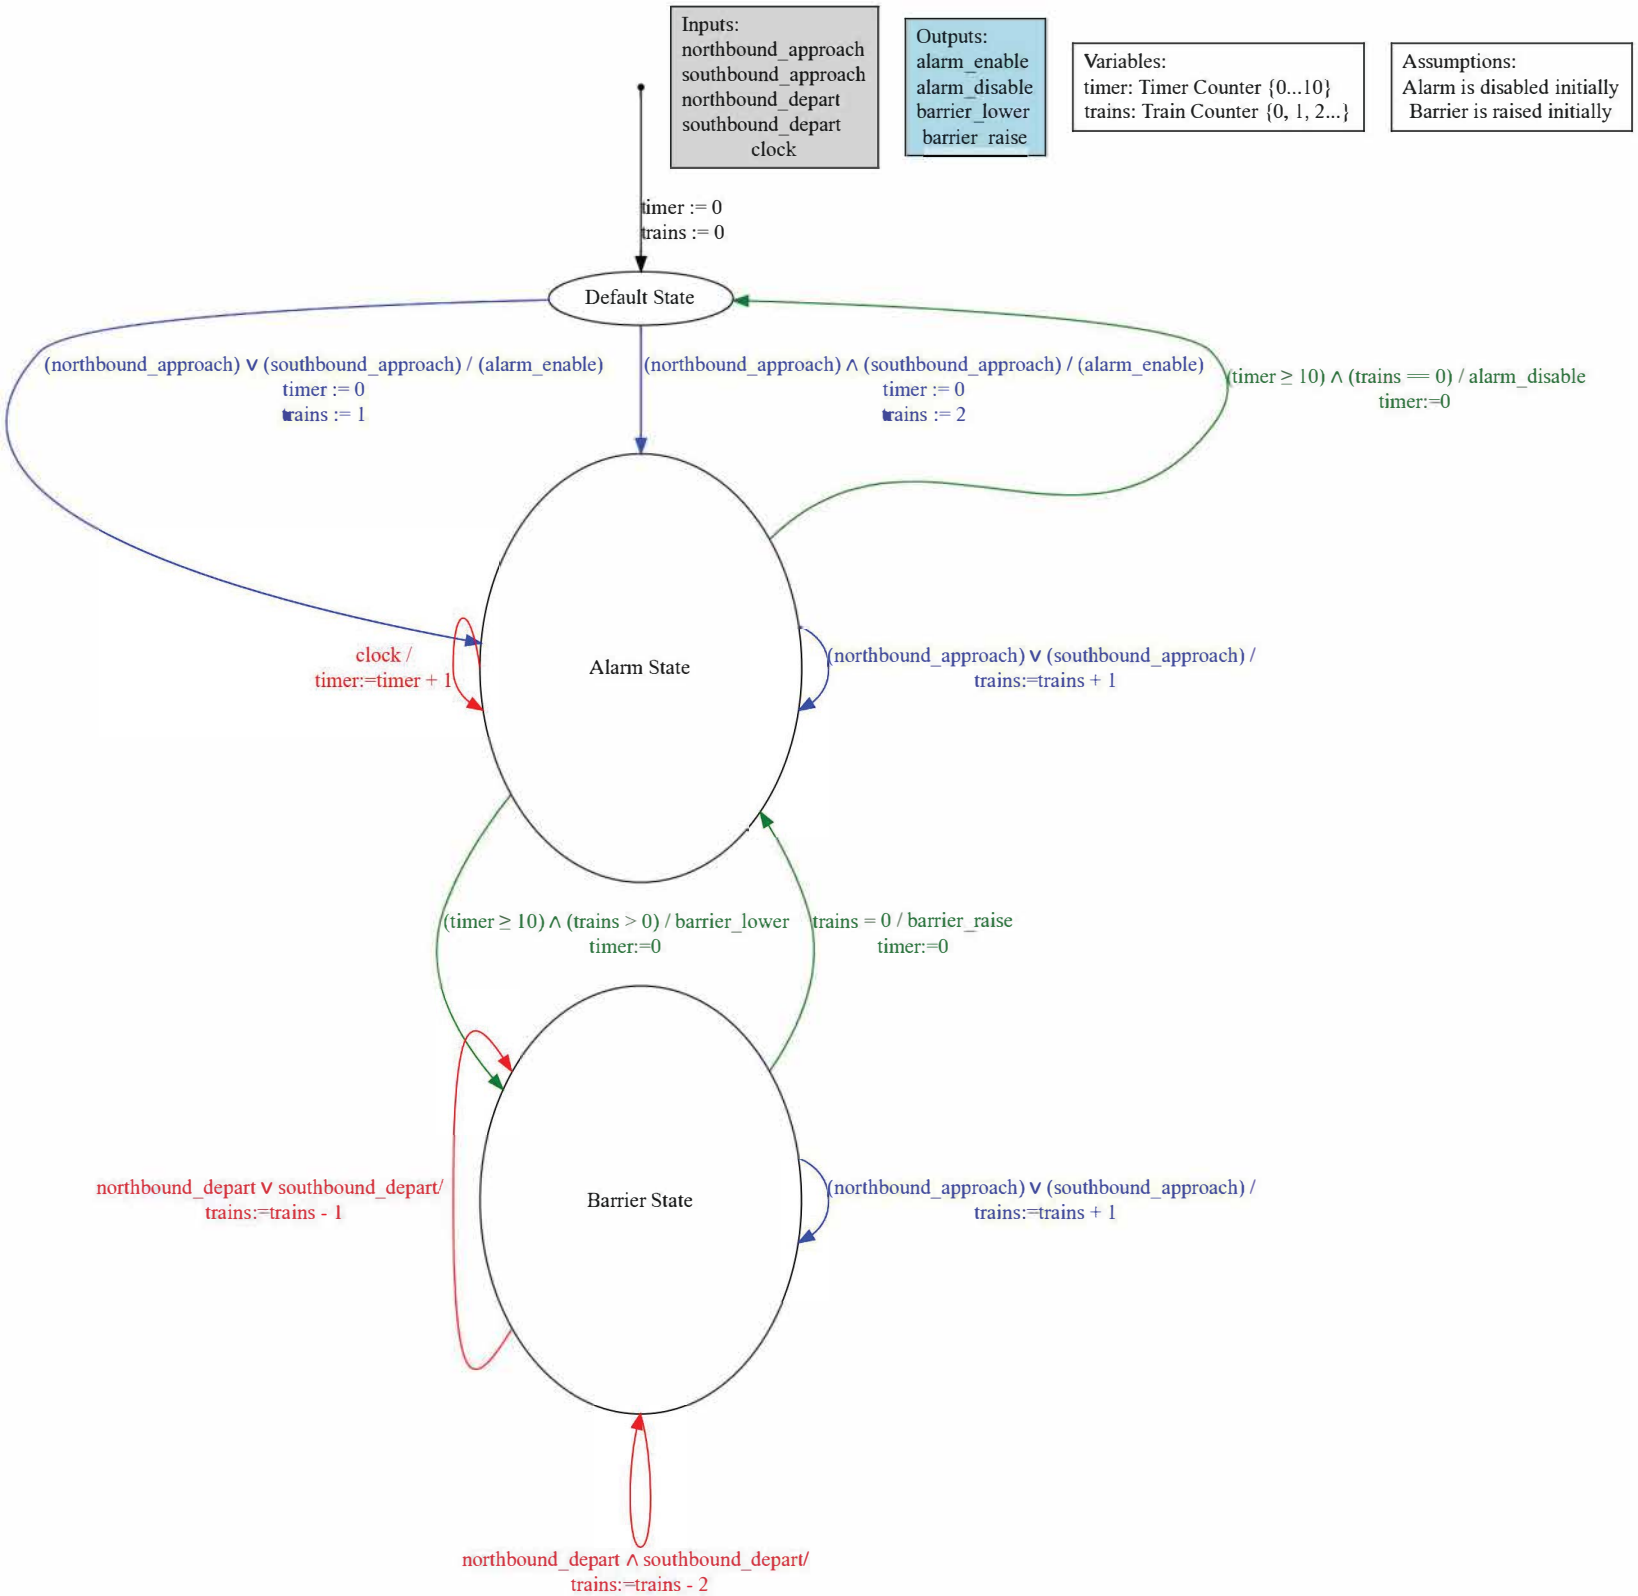 Inputs:
northbound_approach
southbound_approach
northbound_depart
southbound_depart
clock
Outputs:
alarm_enable
alarm_disable
barrier_lower
barrier_raise
Variables:
timer: Timer Counter {0...10}
trains: Train Counter {0, 1, 2...}
Assumptions:
Alarm is disabled initially
Barrier is raised initially
timer := 0
trains := 0
Default State
(northbound_approach) ∨ (southbound_approach) / (alarm_enable)
timer := 0
trains := 1
(northbound_approach) ∧ (southbound_approach) / (alarm_enable)
timer := 0
trains := 2
(timer ≥ 10) ∧ (trains == 0) / alarm_disable
timer:=0
clock /
timer:=timer + 1
Alarm State
(northbound_approach) ∨ (southbound_approach) /
trains:=trains + 1
(timer ≥ 10) ∧ (trains > 0) / barrier_lower
timer:=0
trains = 0 / barrier_raise
timer:=0
northbound_depart ∨ southbound_depart/
trains:=trains - 1
Barrier State
(northbound_approach) ∨ (southbound_approach) /
trains:=trains + 1
northbound_depart ∧ southbound_depart/
trains:=trains - 2